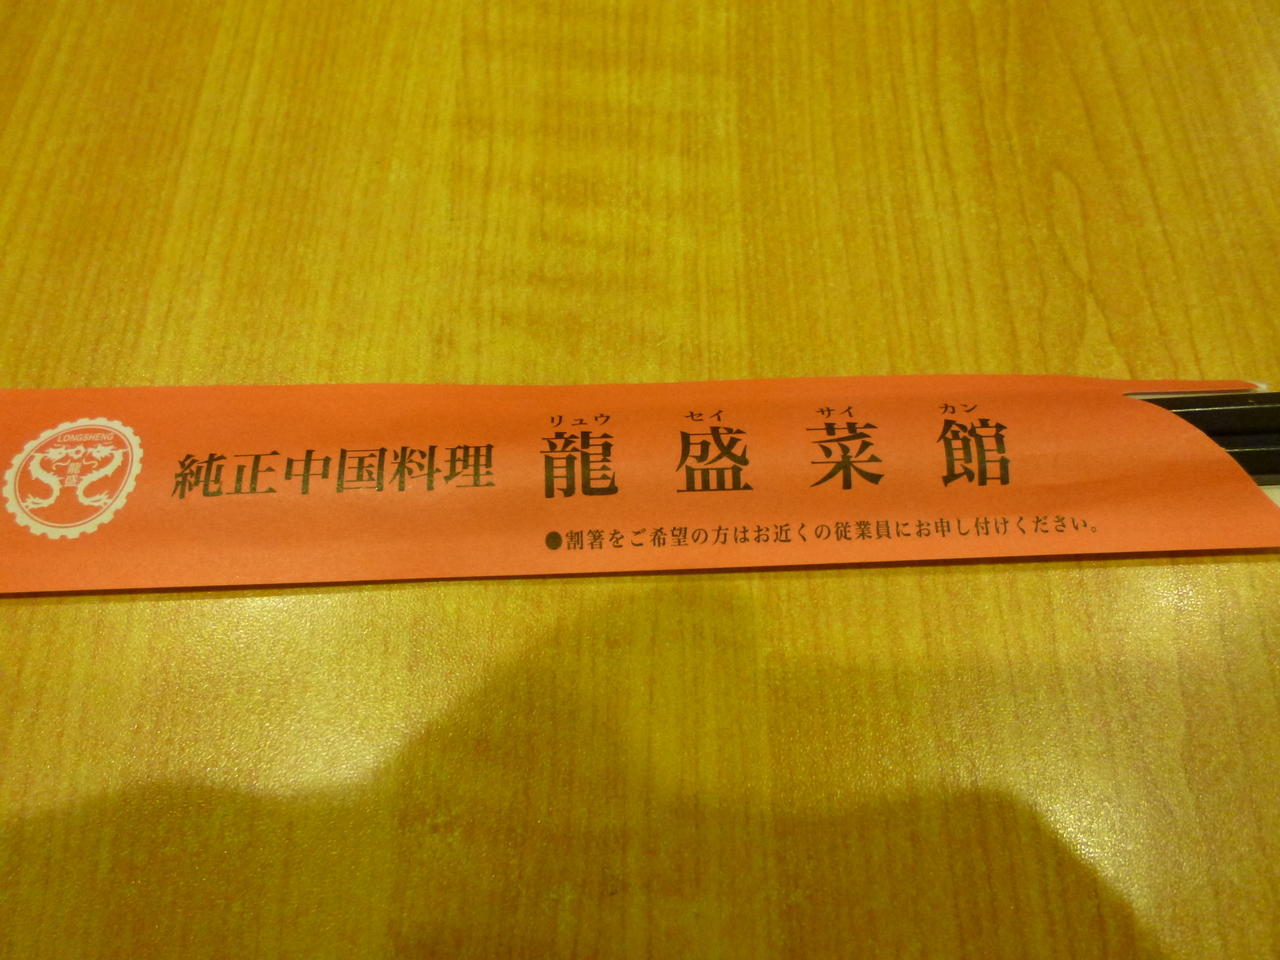 LONGSHENG
龍盛
純正中国料理
リュウ セイ サイ カン
龍盛菜館
●割箸をご希望の方はお近くの従業員にお申し付けください。